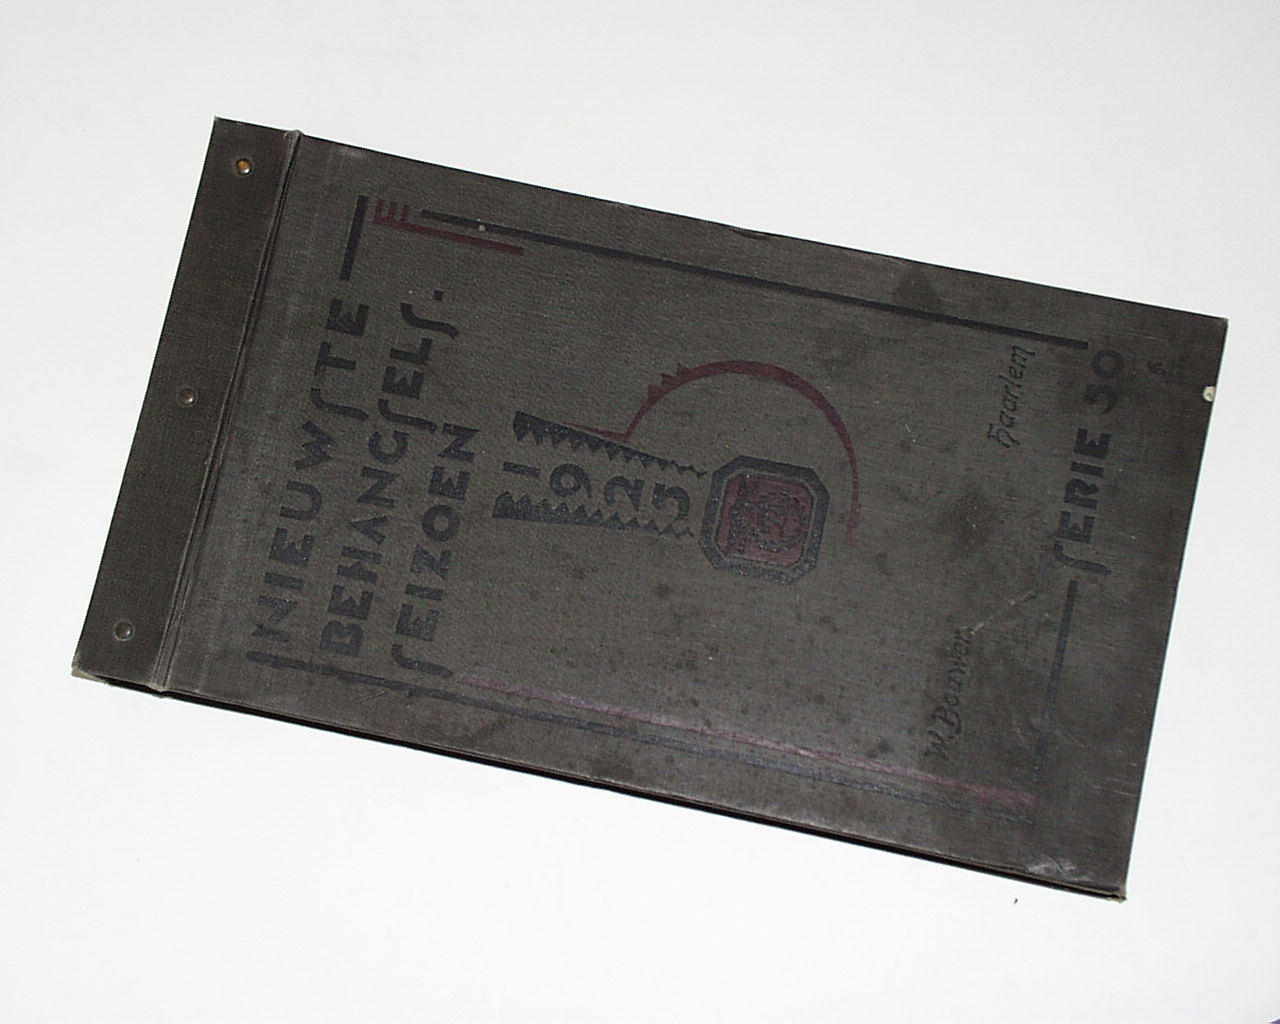 NIEUWSTE
BEHANGSELS.
SEIZOEN
1925
W. Bouwer.
Haarlem
SERIE 50